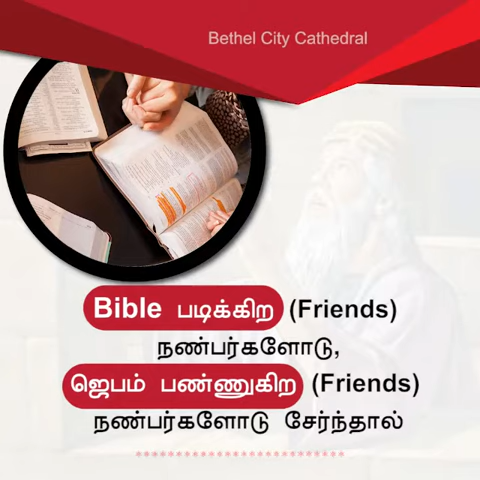 Bethel City Cathedral
Bible படிக்கிற (Friends)
நண்பர்களோடு,
ஜெபம் பண்ணுகிற (Friends)
நண்பர்களோடு சேர்ந்தால்